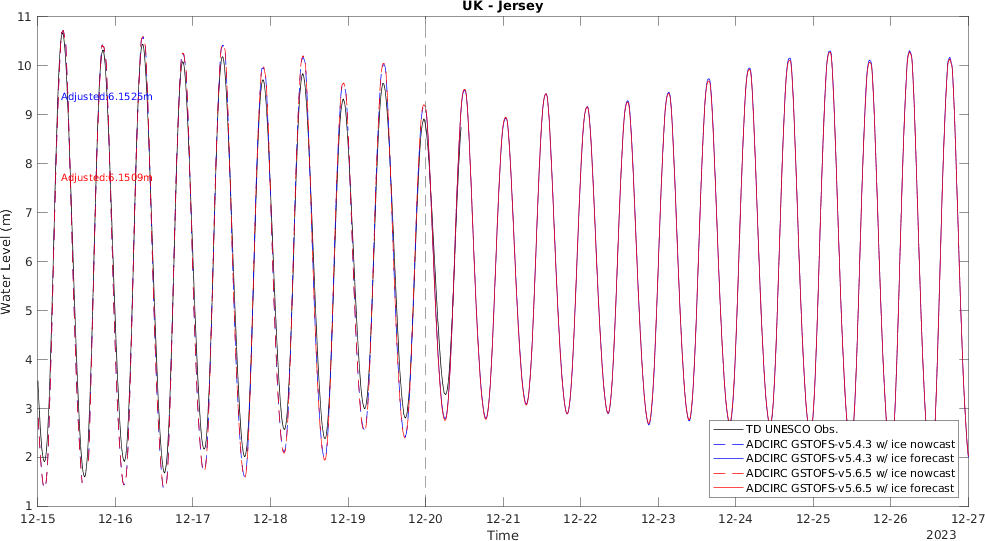 UK - Jersey
11
10
9
8
7
6
5
4
3
2
1
Water Level (m)
Adjusted:6.1525m
Adjusted:6.1509m
TD UNESCO Obs.
ADCIRC GSTOFS-v5.4.3 w/ ice nowcast
ADCIRC GSTOFS-v5.4.3 w/ ice forecast
ADCIRC GSTOFS-v5.6.5 w/ ice nowcast
ADCIRC GSTOFS-v5.6.5 w/ ice forecast
12-15 12-16 12-17 12-18 12-19 12-20 12-21 12-22 12-23 12-24 12-25 12-26 12-27
Time
2023